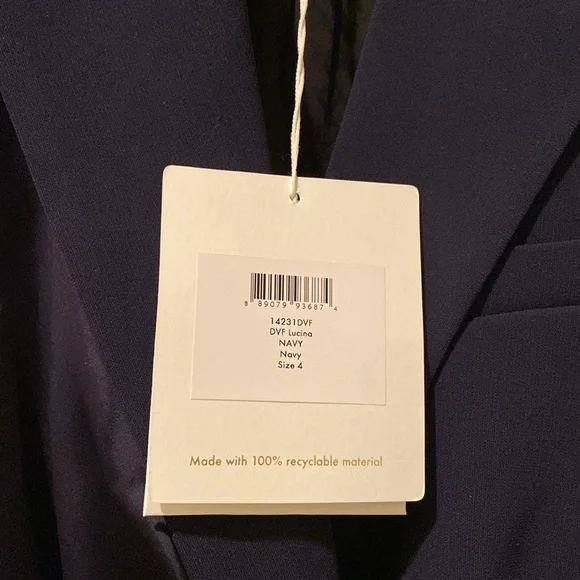 8 89079 93687 4
14231DVF
DVF Lucina
NAVY
Navy
Size 4
Made with 100% recyclable material